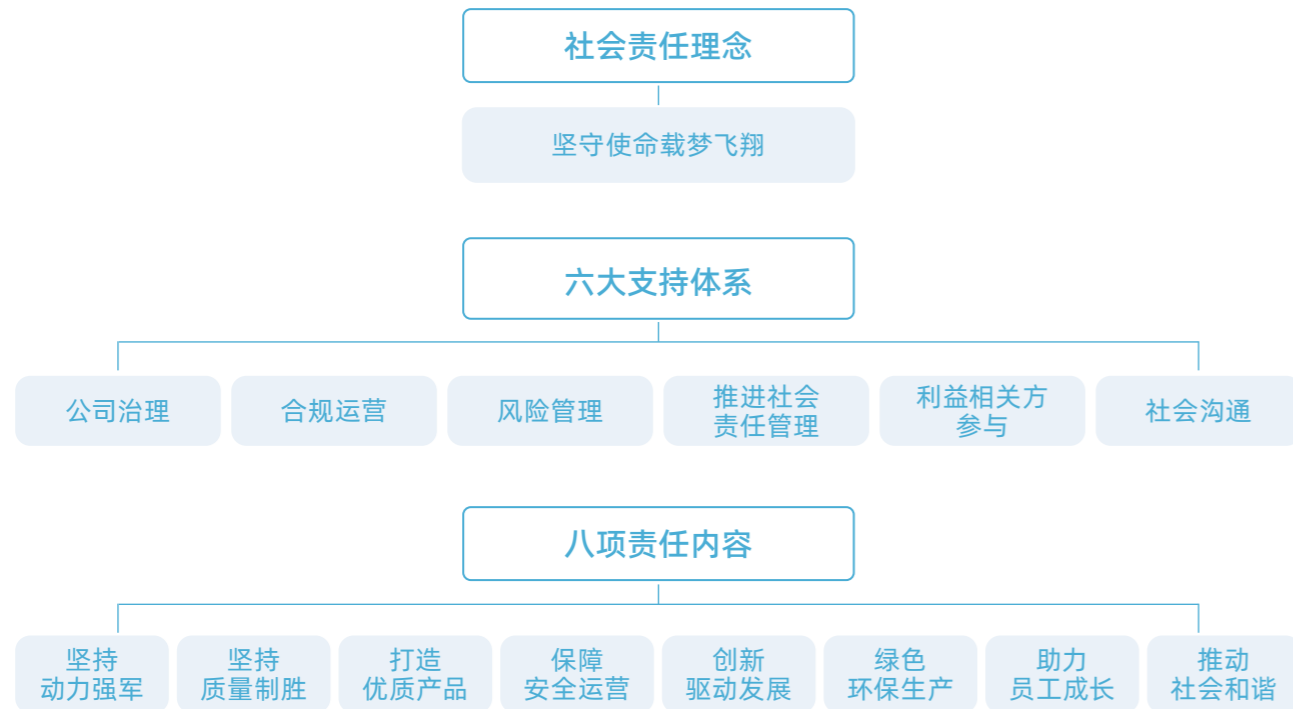 社会责任理念
坚守使命载梦飞翔
六大支持体系
公司治理
合规运营
风险管理
推进社会
责任管理
利益相关方
参与
社会沟通
八项责任内容
坚持
动力强军
坚持
质量制胜
打造
优质产品
保障
安全运营
创新
驱动发展
绿色
环保生产
助力
员工成长
推动
社会和谐